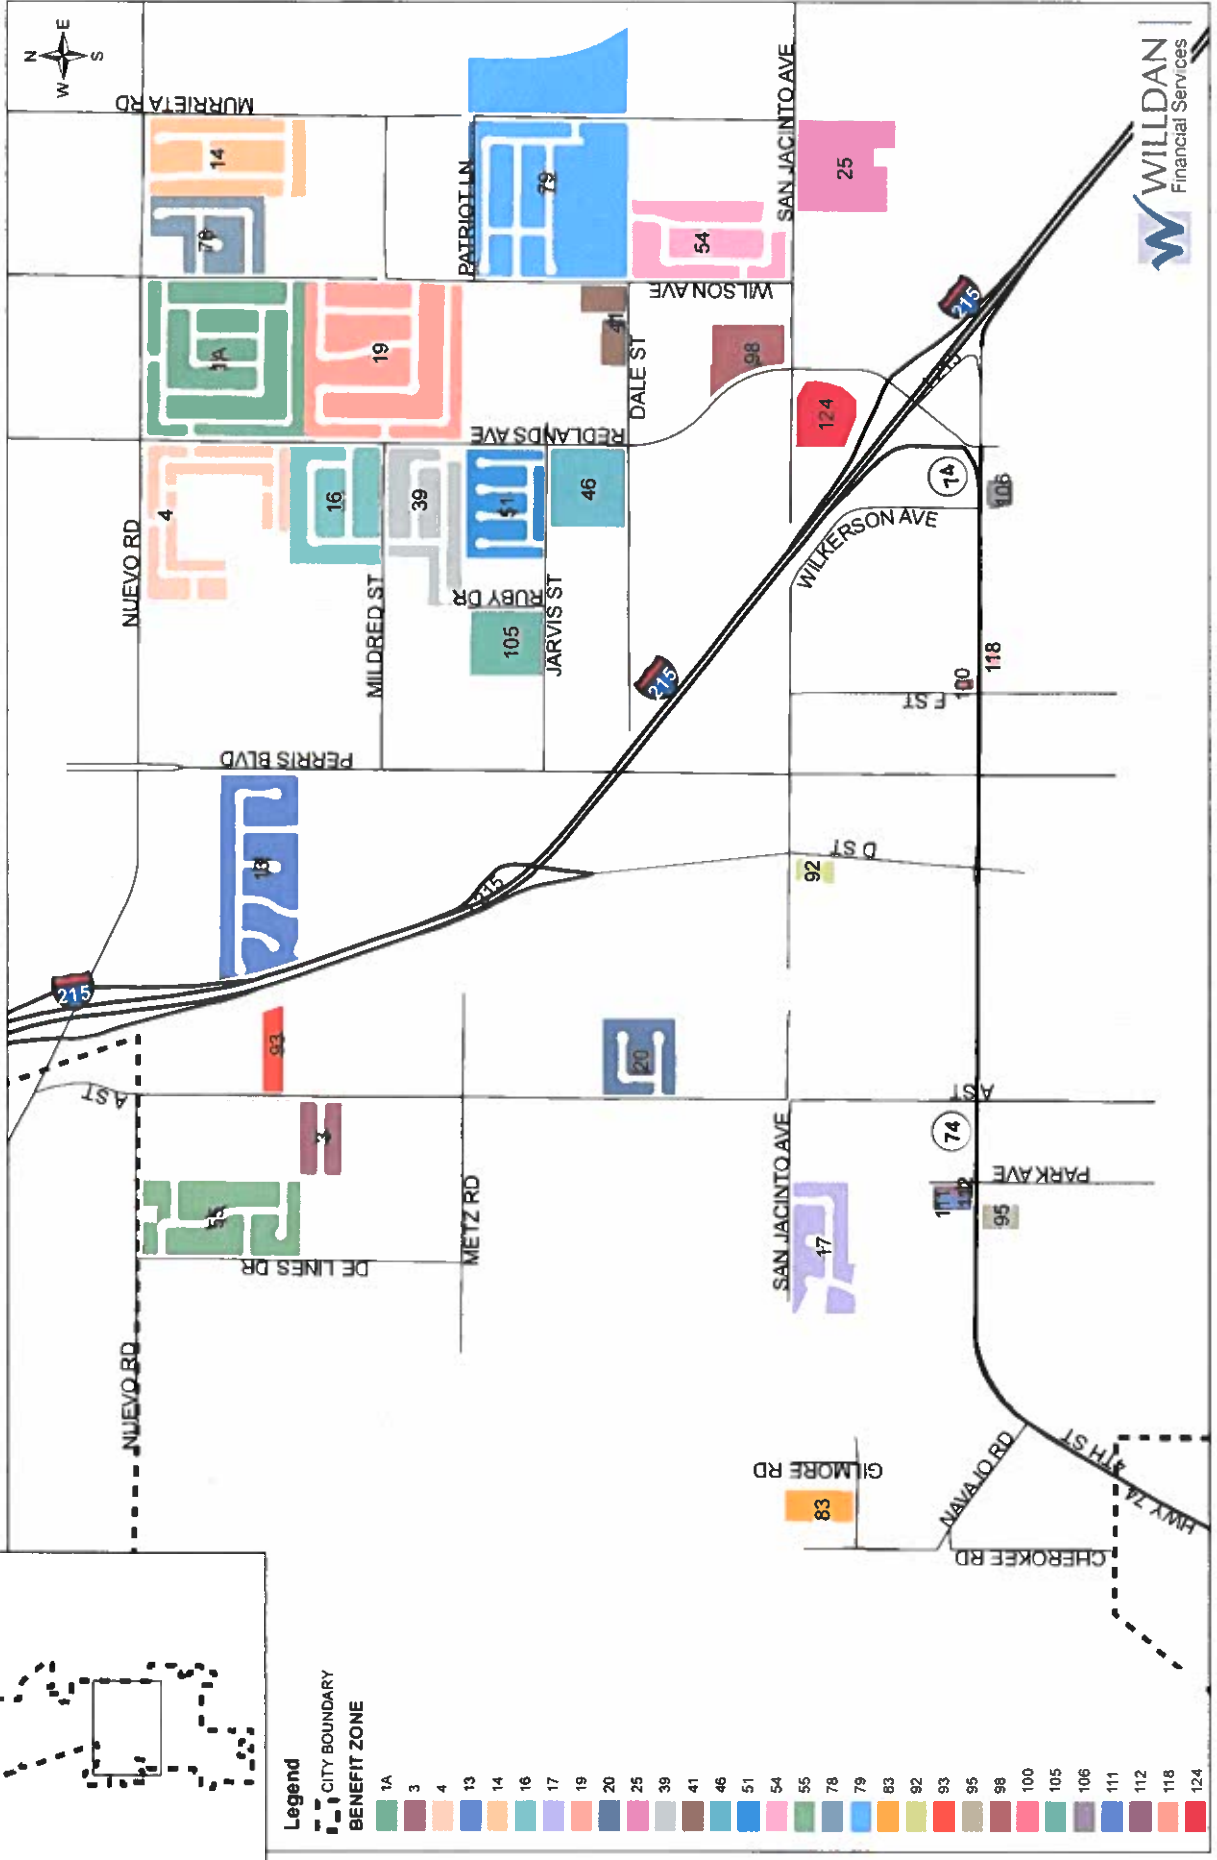 N
E
S
W
MURRIETA RD
14
78
PATRIOT LN
79
SAN JACINTO AVE
25
54
WILSON AVE
1A
19
41
DALE ST
98
124
REDLANDS AVE
NUEVO RD
4
16
39
51
46
MILDRED ST
RUBY DR
JARVIS ST
105
215
I 215
74
106
WILKERSON AVE
118
100
E ST
PERRIS BLVD
215
13
D ST
92
I 215
215
93
20
A ST
A ST
3
55
DE LINES DR
METZ RD
SAN JACINTO AVE
17
74
111
112
95
PARK AVE
NUEVO RD
GILMORE RD
83
NAVAJO RD
4TH ST
HWY 74
CHEROKEE RD
WILLDAN
Financial Services
Legend
CITY BOUNDARY
BENEFIT ZONE
1A
3
4
13
14
16
17
19
20
25
39
41
46
51
54
55
78
79
83
92
93
95
98
100
105
106
111
112
118
124